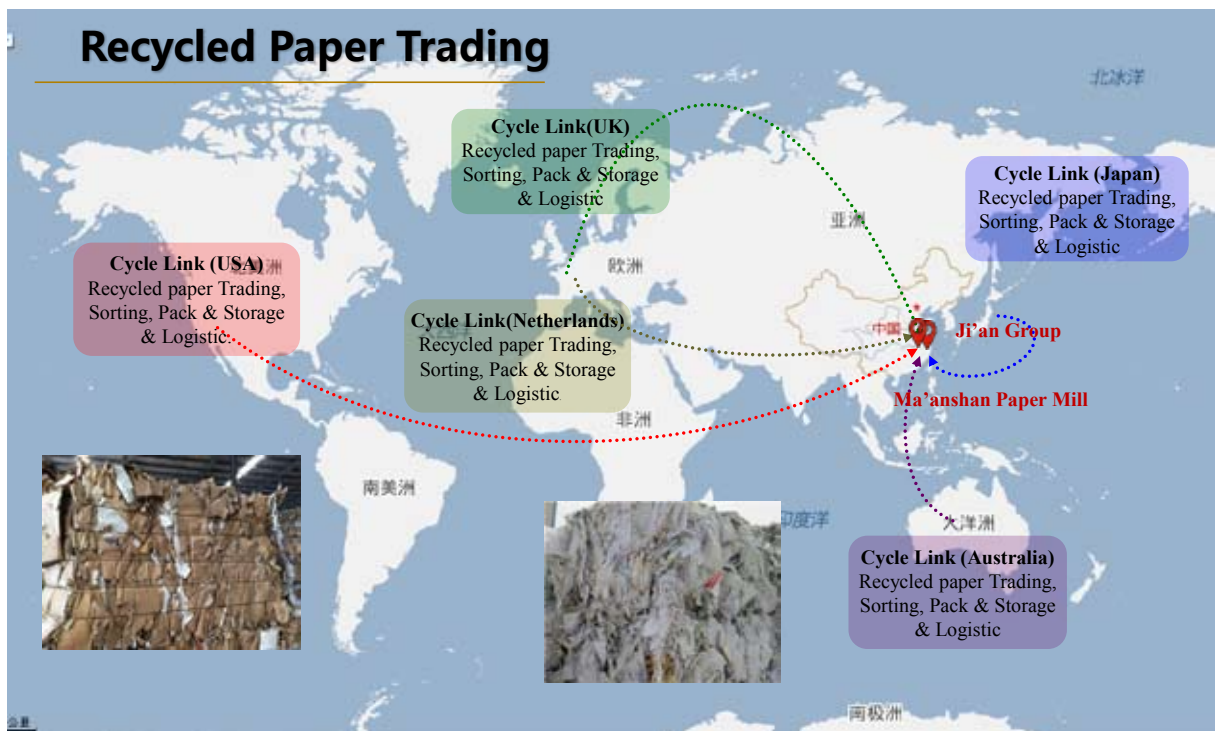 Recycled Paper Trading
北冰洋
Cycle Link(UK)
Recycled paper Trading,
Sorting, Pack & Storage
& Logistic
Cycle Link (Japan)
Recycled paper Trading,
Sorting, Pack & Storage
& Logistic
亚洲
Cycle Link (USA)
Recycled paper Trading,
Sorting, Pack & Storage
& Logistic
欧洲
Cycle Link(Netherlands)
Recycled paper Trading,
Sorting, Pack & Storage
& Logistic
中国
Ji’an Group
Ma’anshan Paper Mill
非洲
南美洲
印度洋
大洋洲
Cycle Link (Australia)
Recycled paper Trading,
Sorting, Pack & Storage
& Logistic
南极洲